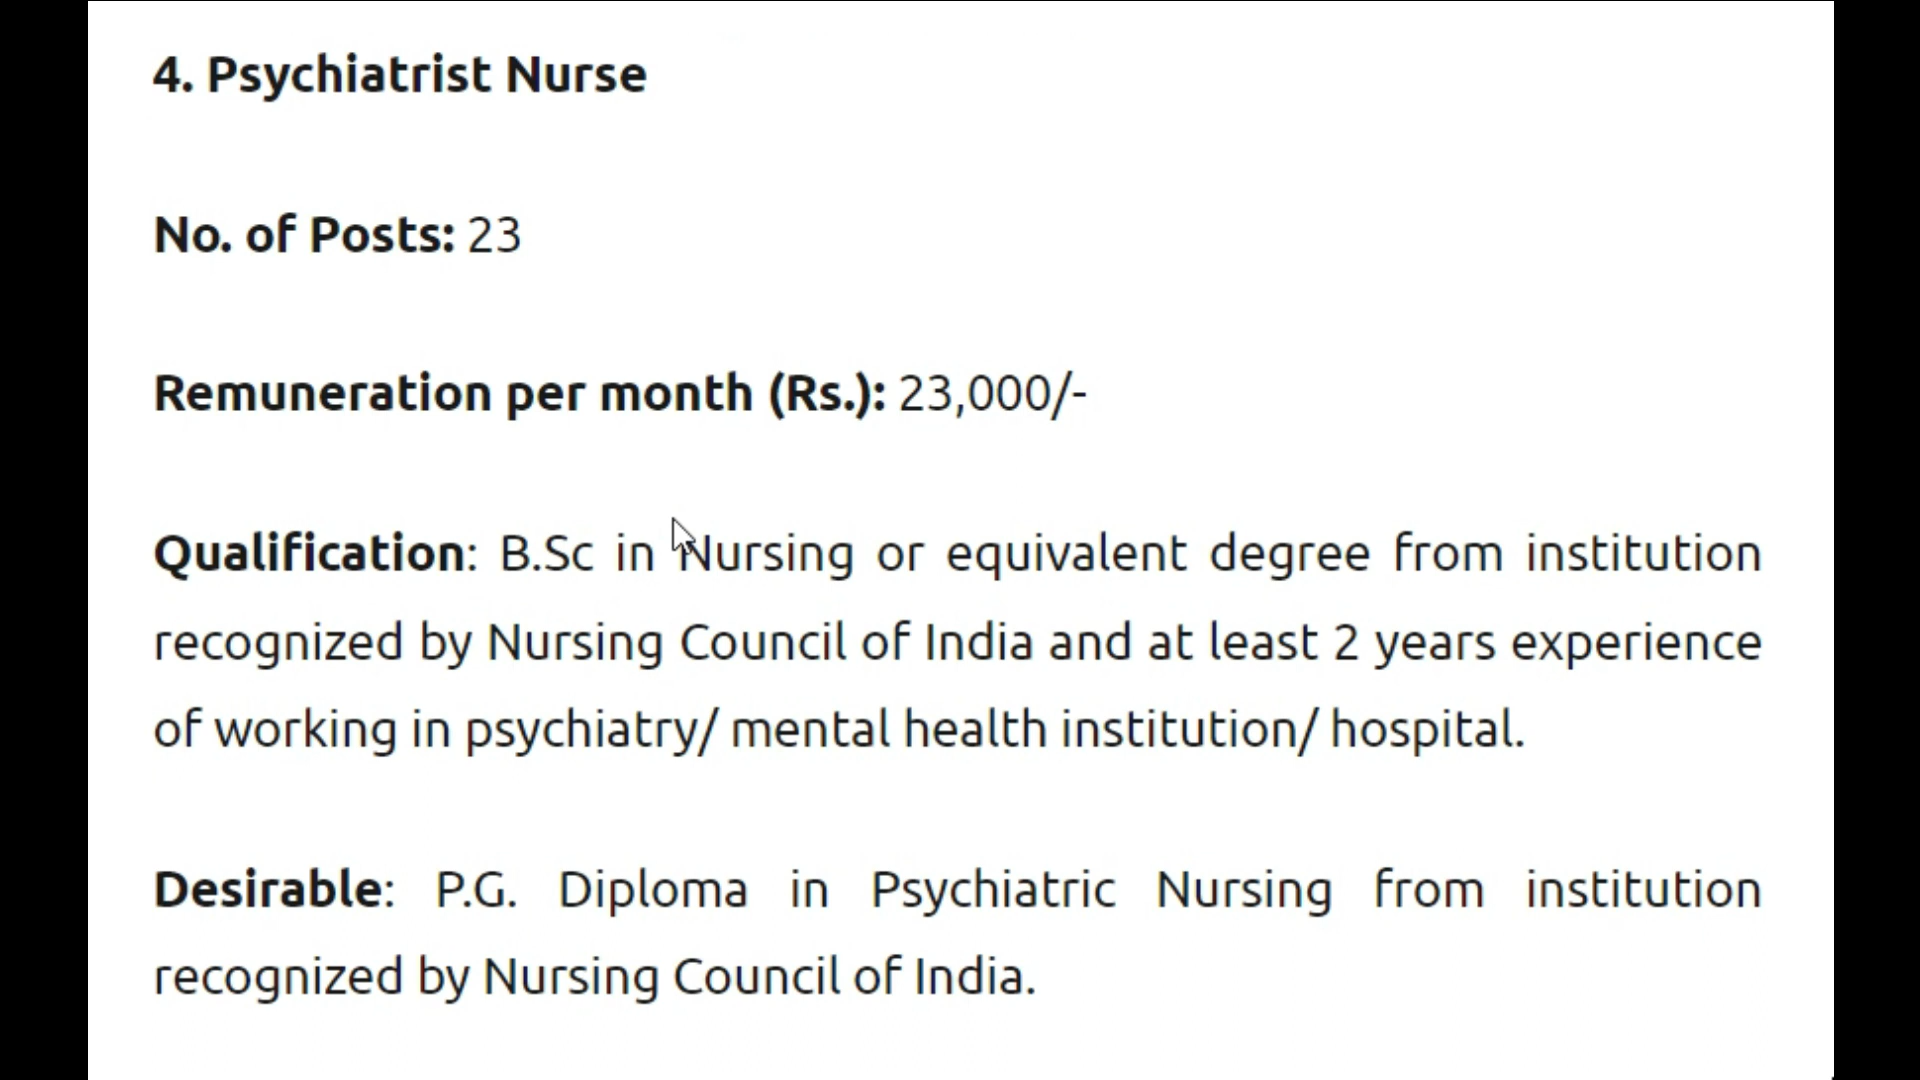 4. Psychiatrist Nurse
No. of Posts: 23
Remuneration per month (Rs.): 23,000/-
Qualification: B.Sc in Nursing or equivalent degree from institution
recognized by Nursing Council of India and at least 2 years experience
of working in psychiatry/ mental health institution/ hospital.
Desirable: P.G. Diploma in Psychiatric Nursing from institution
recognized by Nursing Council of India.